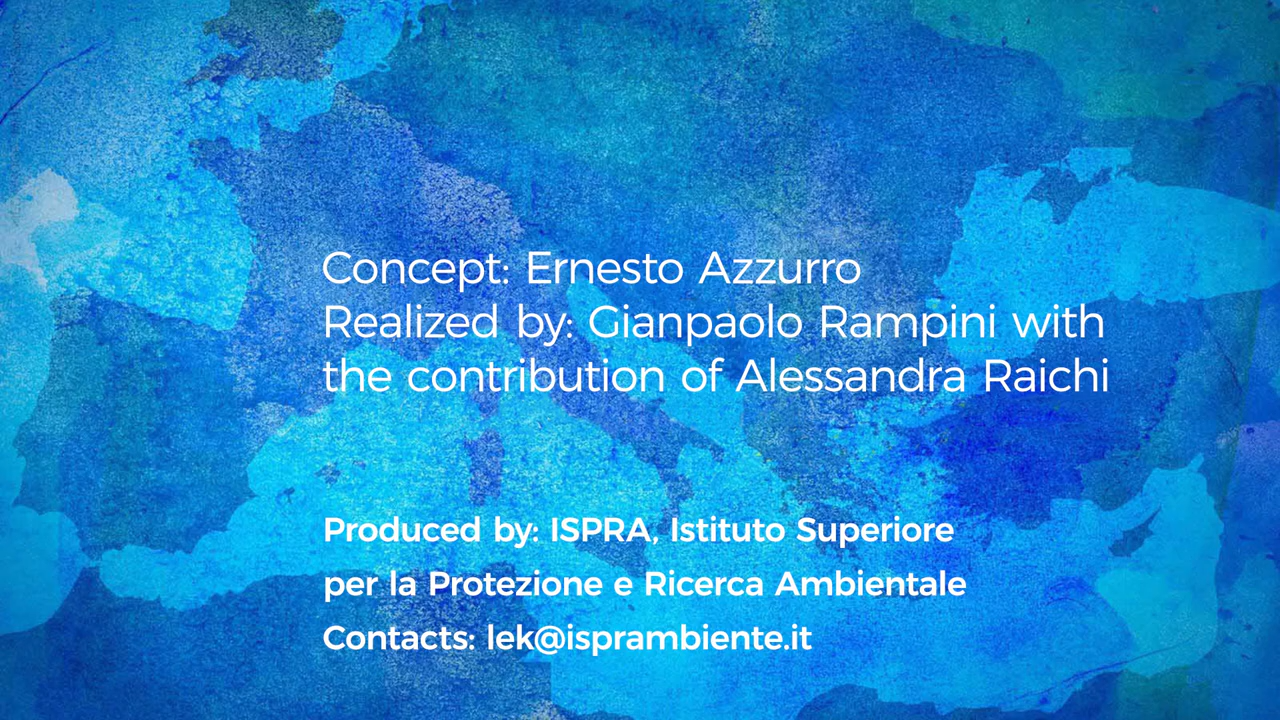 Concept: Ernesto Azzurro
Realized by: Gianpaolo Rampini with
the contribution of Alessandra Raichi
Produced by: ISPRA, Istituto Superiore
per la Protezione e Ricerca Ambientale
Contacts: lek@isprambiente.it